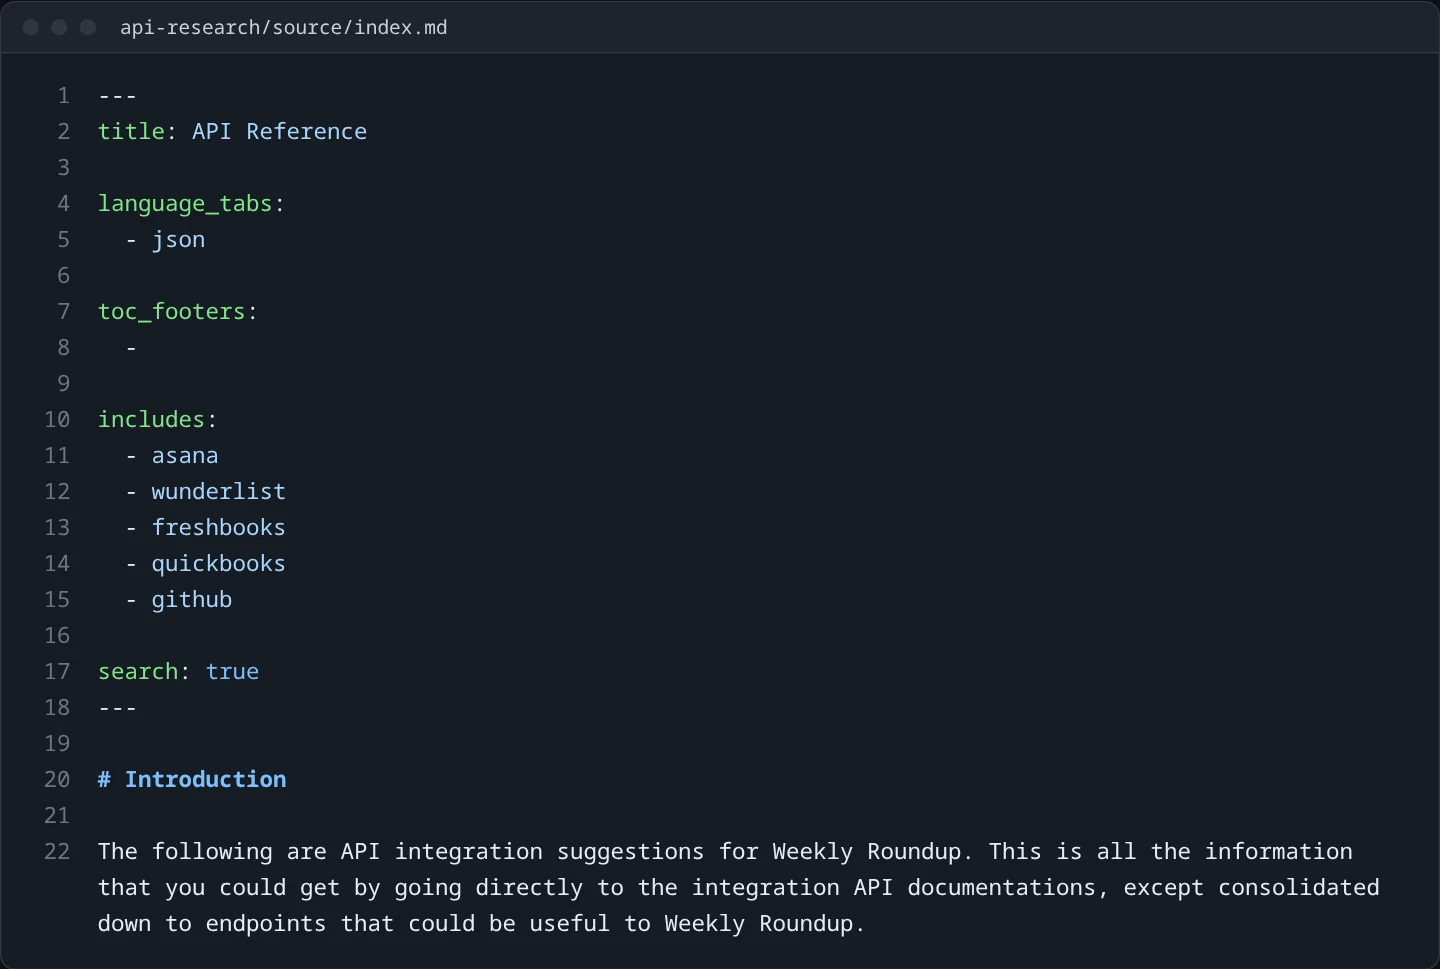 api-research/source/index.md
1 ---
2 title: API Reference
3
4 language_tabs:
5   - json
6
7 toc_footers:
8   -
9
10 includes:
11   - asana
12   - wunderlist
13   - freshbooks
14   - quickbooks
15   - github
16
17 search: true
18 ---
19
20 # Introduction
21
22 The following are API integration suggestions for Weekly Roundup. This is all the information
that you could get by going directly to the integration API documentations, except consolidated
down to endpoints that could be useful to Weekly Roundup.